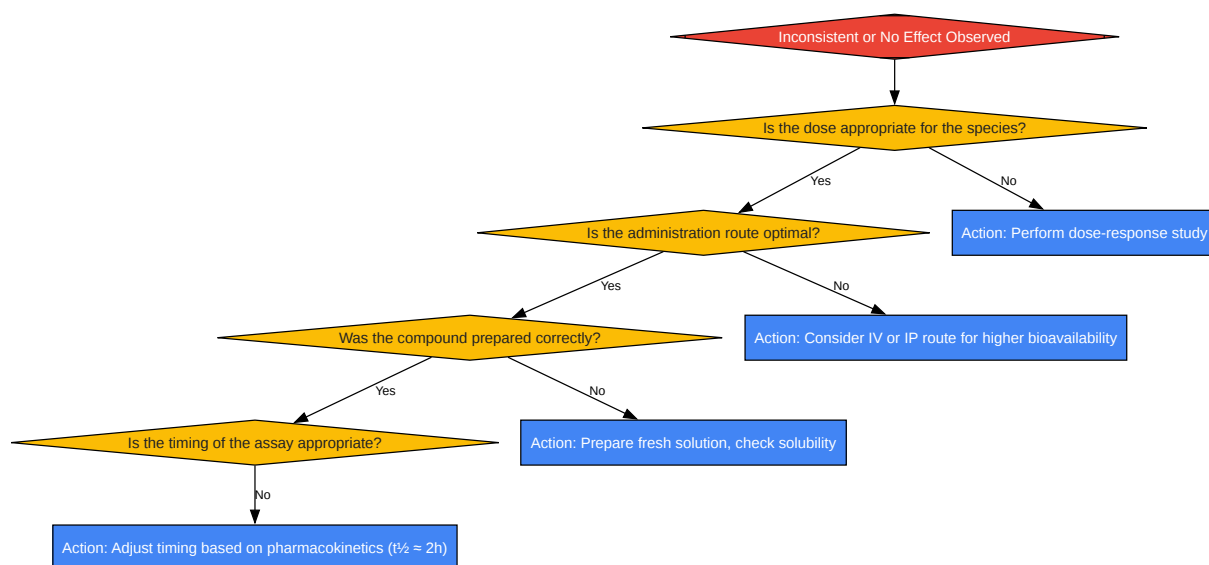 Inconsistent or No Effect Observed
Is the dose appropriate for the species?
Yes
No
Is the administration route optimal?
Action: Perform dose-response study
Yes
No
Was the compound prepared correctly?
Action: Consider IV or IP route for higher bioavailability
Yes
No
Is the timing of the assay appropriate?
Action: Prepare fresh solution, check solubility
No
Action: Adjust timing based on pharmacokinetics (t½ ≈ 2h)